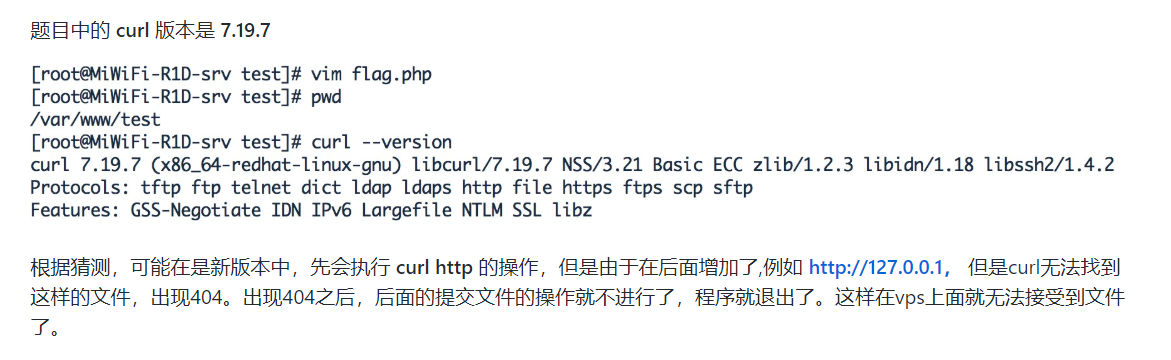 题目中的 curl 版本是 7.19.7
[root@MiWiFi-R1D-srv test]# vim flag.php
[root@MiWiFi-R1D-srv test]# pwd
/var/www/test
[root@MiWiFi-R1D-srv test]# curl --version
curl 7.19.7 (x86_64-redhat-linux-gnu) libcurl/7.19.7 NSS/3.21 Basic ECC zlib/1.2.3 libidn/1.18 libssh2/1.4.2
Protocols: tftp ftp telnet dict ldap ldaps http file https ftps scp sftp
Features: GSS-Negotiate IDN IPv6 Largefile NTLM SSL libz
根据猜测，可能在是新版本中，先会执行 curl http 的操作，但是由于在后面增加了,例如 http://127.0.0.1， 但是curl无法找到
这样的文件，出现404。出现404之后，后面的提交文件的操作就不进行了，程序就退出了。这样在vps上面就无法接受到文件
了。